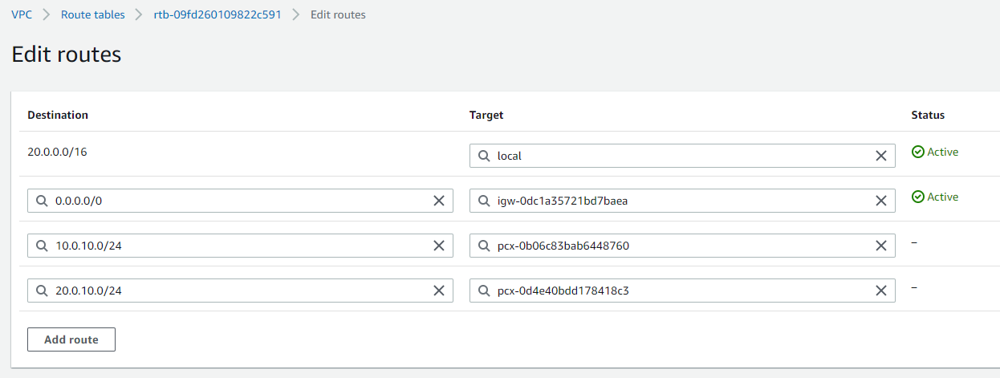 VPC > Route tables > rtb-09fd260109822c591 > Edit routes
Edit routes
Destination Target Status
20.0.0.0/16 local Active
0.0.0.0/0 igw-0dc1a35721bd7baea Active
10.0.10.0/24 pcx-0b06c83bab6448760 –
20.0.10.0/24 pcx-0d4e40bdd178418c3 –
Add route